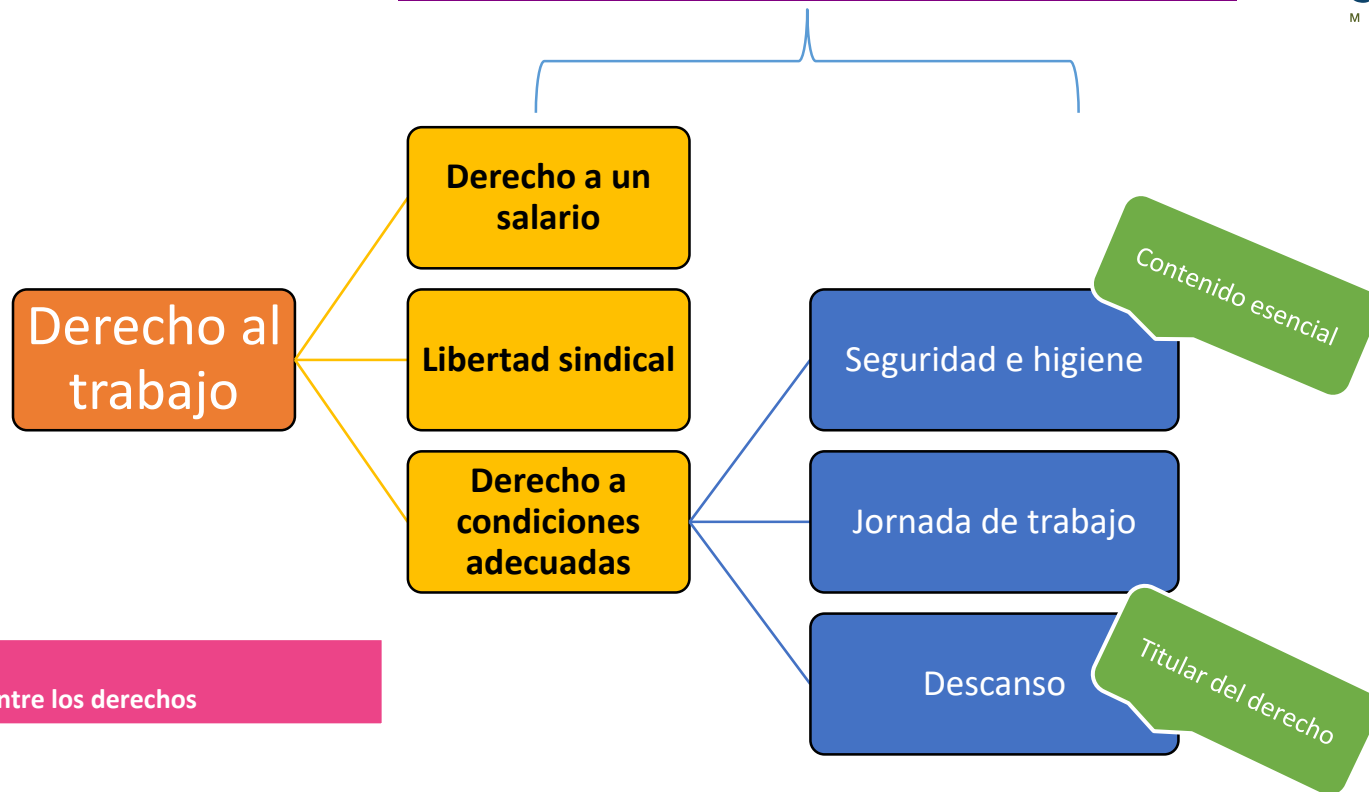 M
Derecho a un
salario
Contenido esencial
Derecho al
trabajo
Libertad sindical
Seguridad e higiene
Derecho a
condiciones
adecuadas
Jornada de trabajo
Titular del derecho
Descanso
entre los derechos